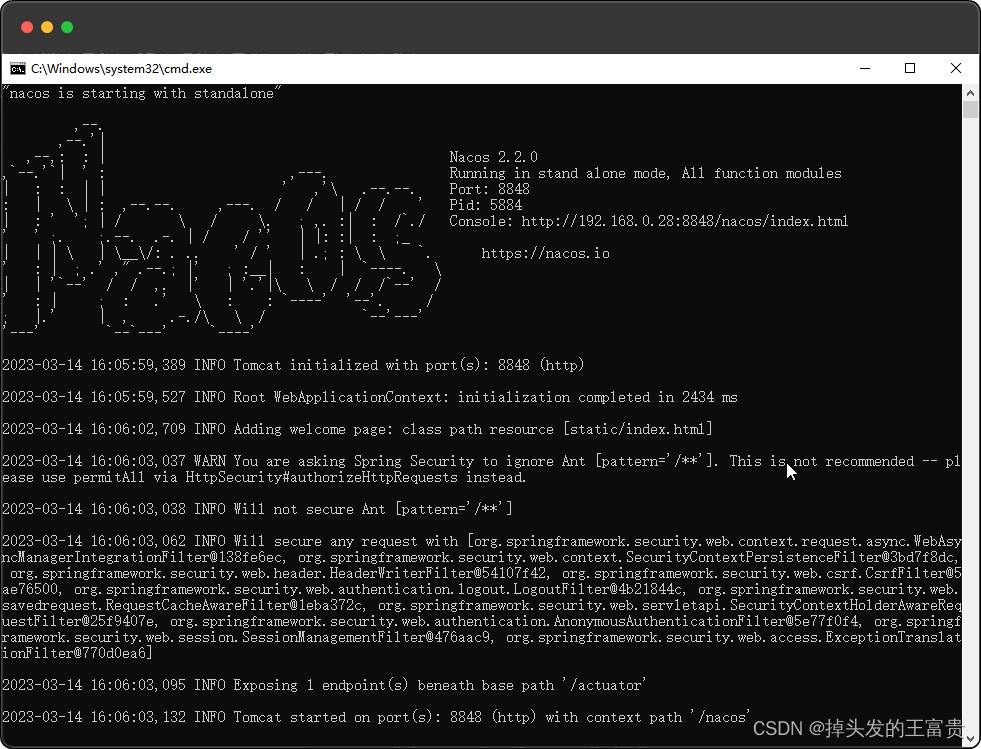 C:\Windows\system32\cmd.exe
"nacos is starting with standalone"
Nacos 2.2.0
Running in stand alone mode, All function modules
Port: 8848
Pid: 5884
Console: http://192.168.0.28:8848/nacos/index.html
https://nacos.io
2023-03-14 16:05:59,389 INFO Tomcat initialized with port(s): 8848 (http)
2023-03-14 16:05:59,527 INFO Root WebApplicationContext: initialization completed in 2434 ms
2023-03-14 16:06:02,709 INFO Adding welcome page: class path resource [static/index.html]
2023-03-14 16:06:03,037 WARN You are asking Spring Security to ignore Ant [pattern='/**']. This is not recommended -- pl
ease use permitAll via HttpSecurity#authorizeHttpRequests instead.
2023-03-14 16:06:03,038 INFO Will not secure Ant [pattern='/**']
2023-03-14 16:06:03,062 INFO Will secure any request with [org.springframework.security.web.context.request.async.WebAsy
ncManagerIntegrationFilter@138fe6ec, org.springframework.security.web.context.SecurityContextPersistenceFilter@3bd7f8dc,
org.springframework.security.web.header.HeaderWriterFilter@54107f42, org.springframework.security.web.csrf.CsrfFilter@5
ae76500, org.springframework.security.web.authentication.logout.LogoutFilter@4b21844c, org.springframework.security.web.
savedrequest.RequestCacheAwareFilter@1eba372c, org.springframework.security.web.servletapi.SecurityContextHolderAwareReq
uestFilter@25f9407e, org.springframework.security.web.authentication.AnonymousAuthenticationFilter@5e77f0f4, org.springf
ramework.security.web.session.SessionManagementFilter@476aac9, org.springframework.security.web.access.ExceptionTranslat
ionFilter@770d0ea6]
2023-03-14 16:06:03,095 INFO Exposing 1 endpoint(s) beneath base path '/actuator'
2023-03-14 16:06:03,132 INFO Tomcat started on port(s): 8848 (http) with context path '/nacos'
CSDN @掉头发的王富贵